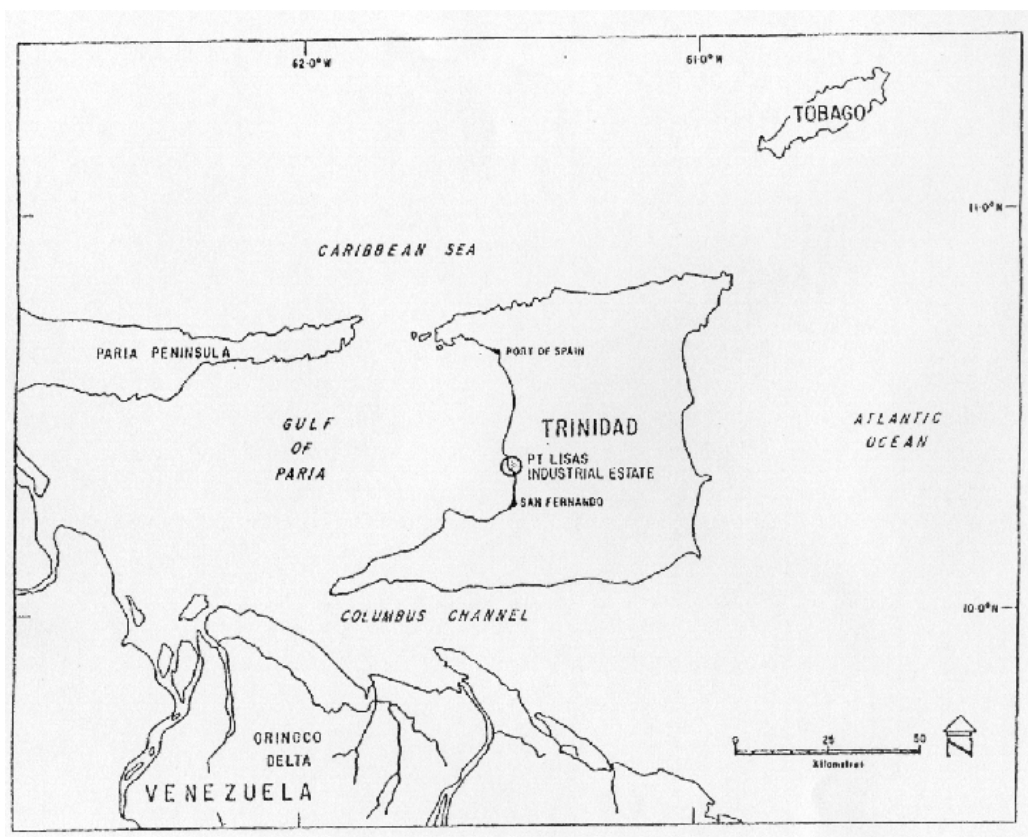 62·0°W
61·0°W
TOBAGO
11·0°N
CARIBBEAN SEA
PARIA PENINSULA
PORT OF SPAIN
GULF
OF
PARIA
TRINIDAD
ATLANTIC
OCEAN
PT LISAS
INDUSTRIAL ESTATE
SAN FERNANDO
COLUMBUS CHANNEL
10·0°N
ORINOCO
DELTA
VENEZUELA
0 25 50
Kilometres
N